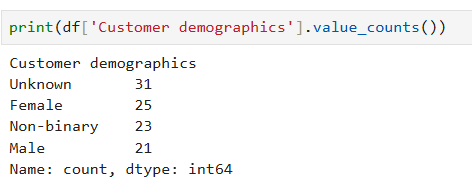 print(df['Customer demographics'].value_counts())
Customer demographics
Unknown       31
Female        25
Non-binary    23
Male          21
Name: count, dtype: int64